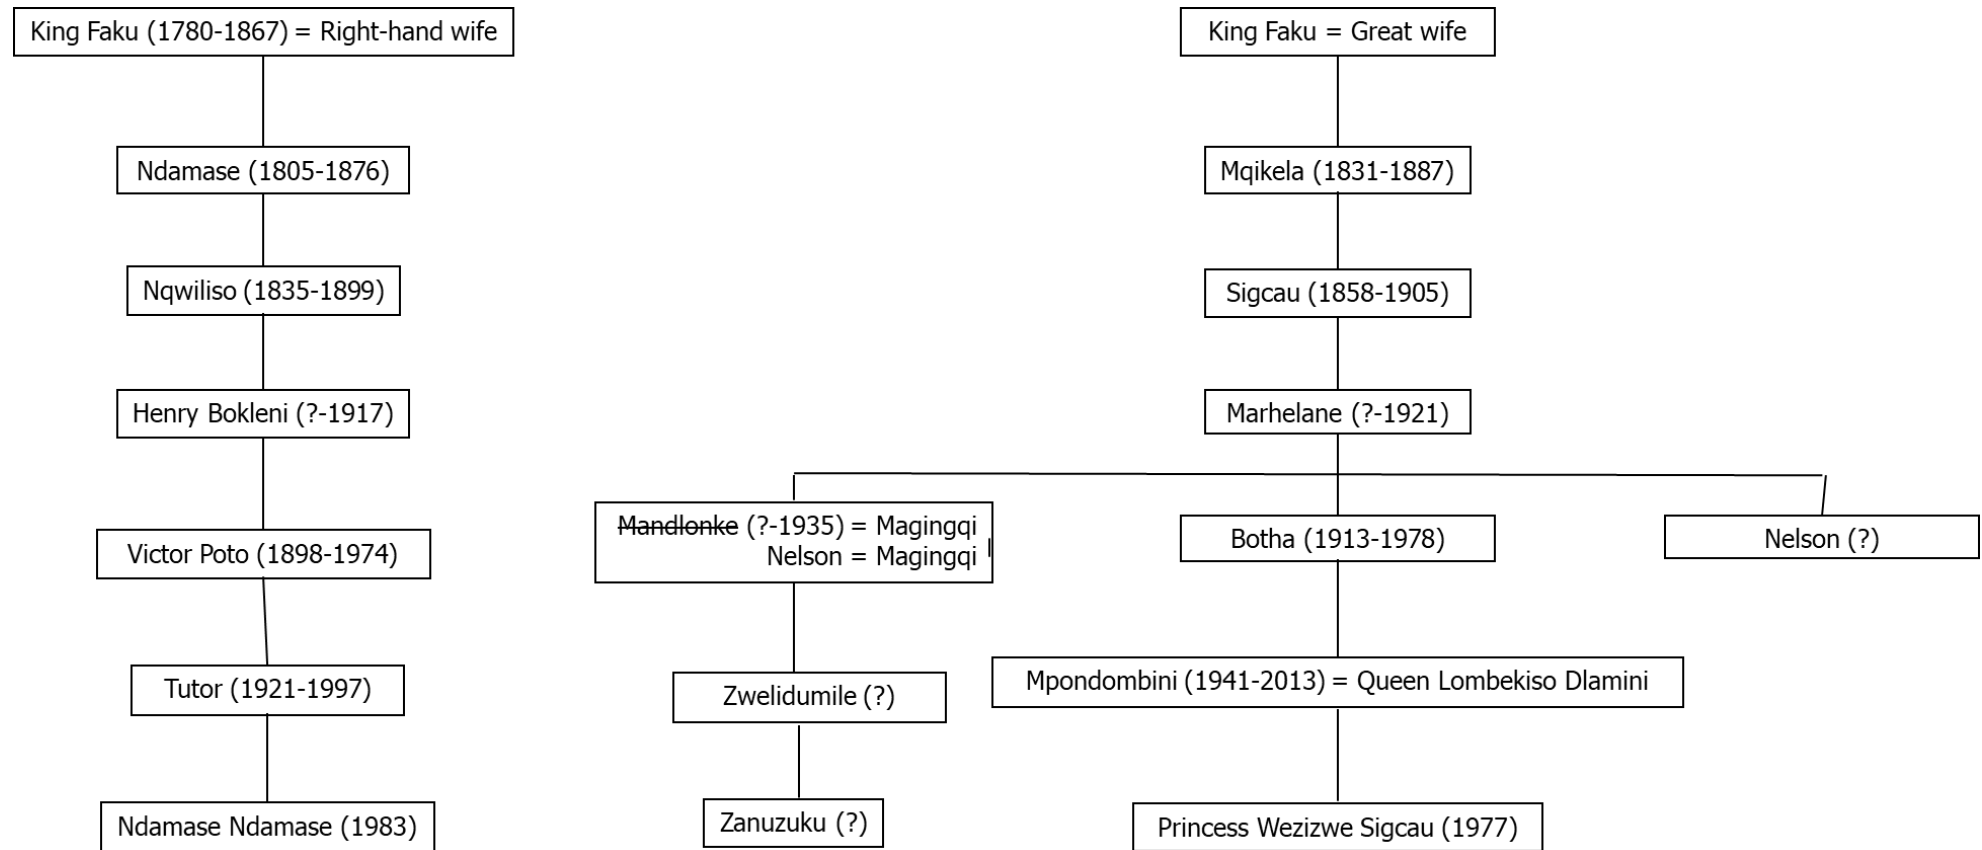 King Faku (1780-1867) = Right-hand wife
Ndamase (1805-1876)
Nqwiliso (1835-1899)
Henry Bokleni (?-1917)
Victor Poto (1898-1974)
Tutor (1921-1997)
Ndamase Ndamase (1983)
King Faku = Great wife
Mqikela (1831-1887)
Sigcau (1858-1905)
Marhelane (?-1921)
Mandlonke (?-1935) = Magingqi
Nelson = Magingqi
Zwelidumile (?)
Zanuzuku (?)
Botha (1913-1978)
Mpondombini (1941-2013) = Queen Lombekiso Dlamini
Princess Wezizwe Sigcau (1977)
Nelson (?)